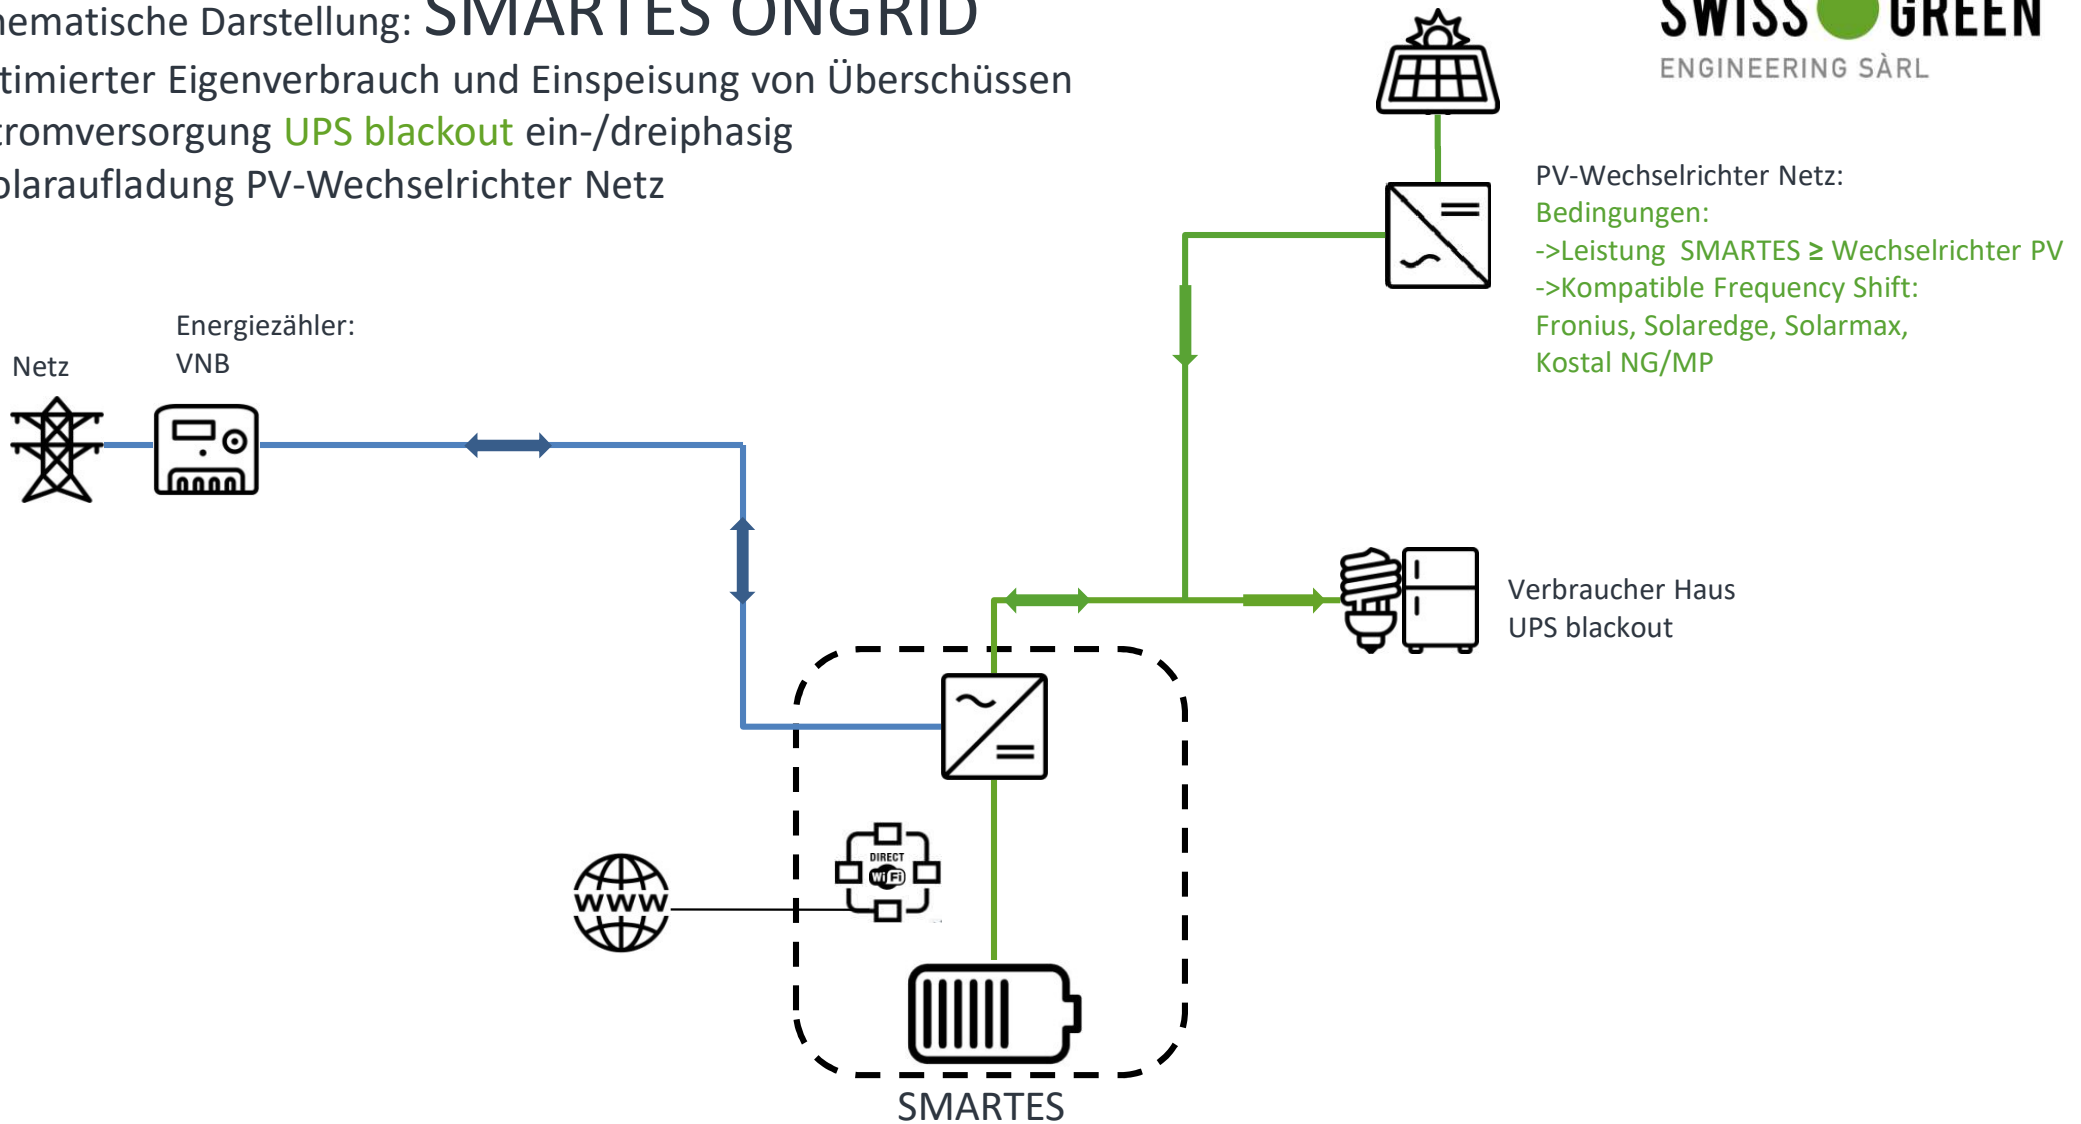 hematische Darstellung: SMARTES ONGRID
timierter Eigenverbrauch und Einspeisung von Überschüssen
tromversorgung UPS blackout ein-/dreiphasig
olaraufladung PV-Wechselrichter Netz
SWISS GREEN
ENGINEERING SÀRL
PV-Wechselrichter Netz:
Bedingungen:
->Leistung SMARTES ≥ Wechselrichter PV
->Kompatible Frequency Shift:
Fronius, Solaredge, Solarmax,
Kostal NG/MP
Energiezähler:
VNB
Netz
Verbraucher Haus
UPS blackout
DIRECT
WiFi
WWW
SMARTES